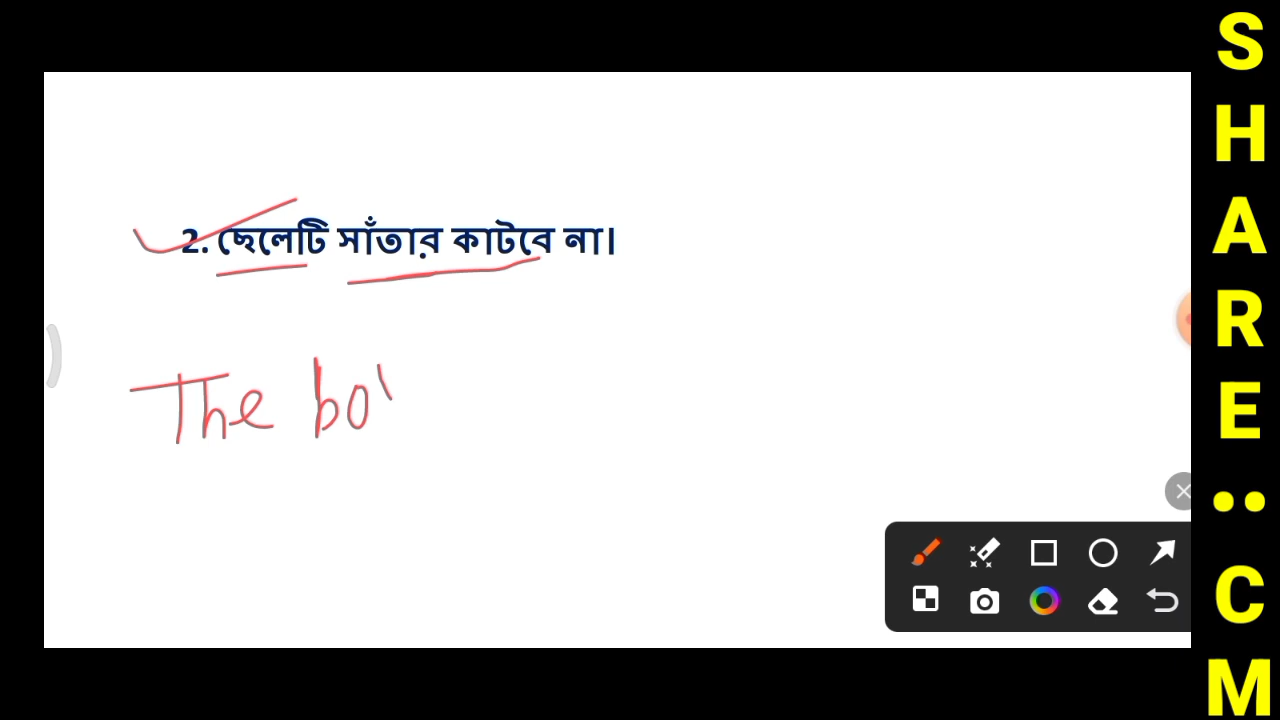 2. ছেলেটি সাঁতার কাটবে না।
The bo
SHARE : CM